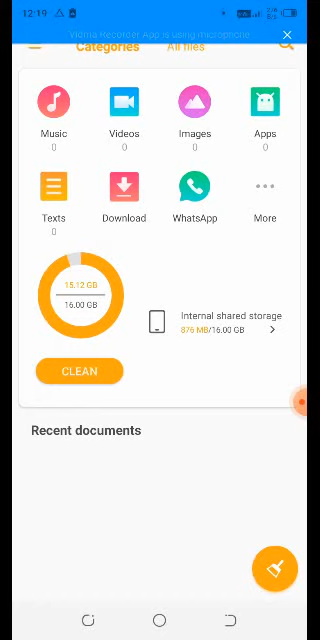 12:19
Vidma Recorder App is using microphone
Categories All files
Music Videos Images Apps
0 0 0 0
Texts Download WhatsApp More
0
15.12 GB
16.00 GB
Internal shared storage
876 MB/16.00 GB
CLEAN
Recent documents